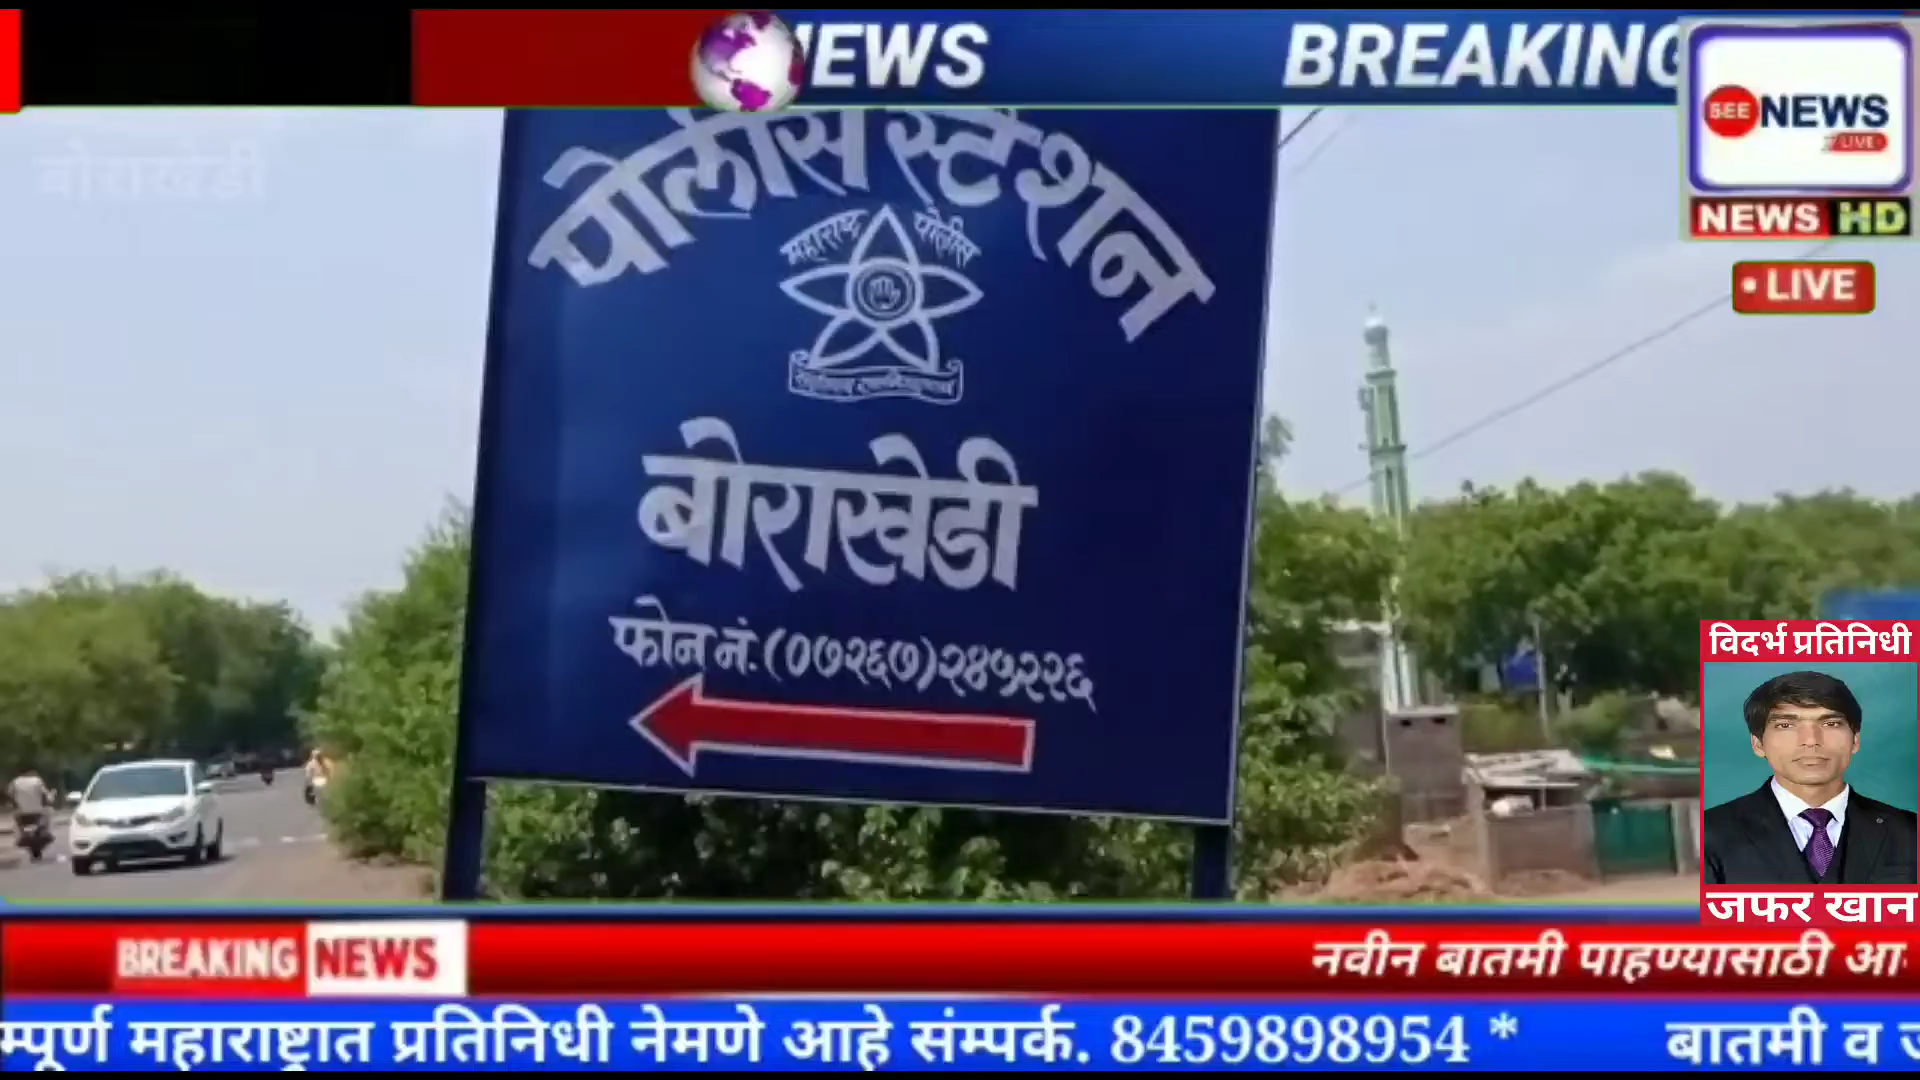 NEWS
BREAKING
SEE NEWS
LIVE
NEWS HD
• LIVE
बोराखेडी
पोलीस स्टेशन
महाराष्ट्र पोलीस
बोराखेडी
फोन नं. (०७२६७)२४५२२६
विदर्भ प्रतिनिधी
जफर खान
BREAKING NEWS
नवीन बातमी पाहण्यासाठी
म्पूर्ण महाराष्ट्रात प्रतिनिधी नेमणे आहे संम्पर्क. 8459898954 *
बातमी व